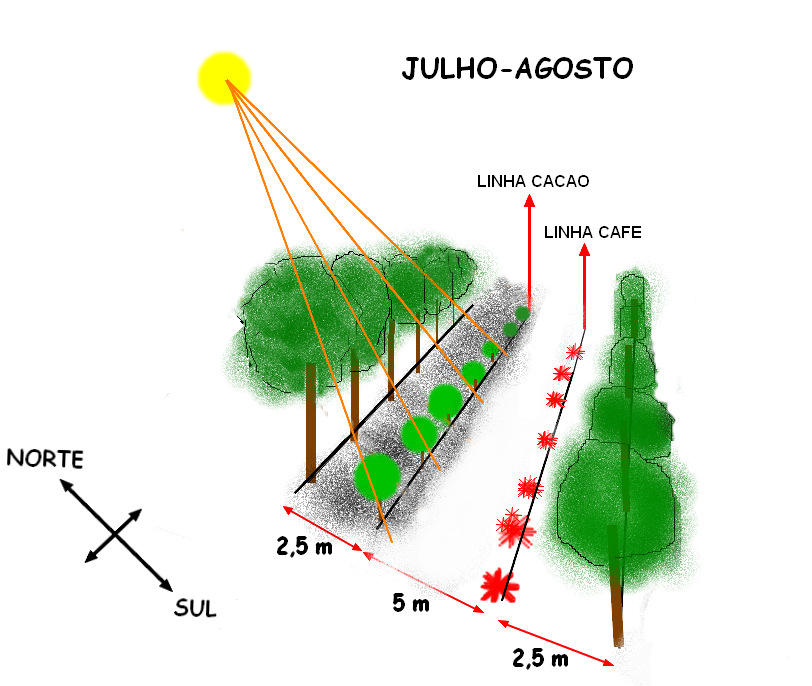 JULHO-AGOSTO
LINHA CACAO
LINHA CAFE
NORTE
SUL
2,5 m
5 m
2,5 m